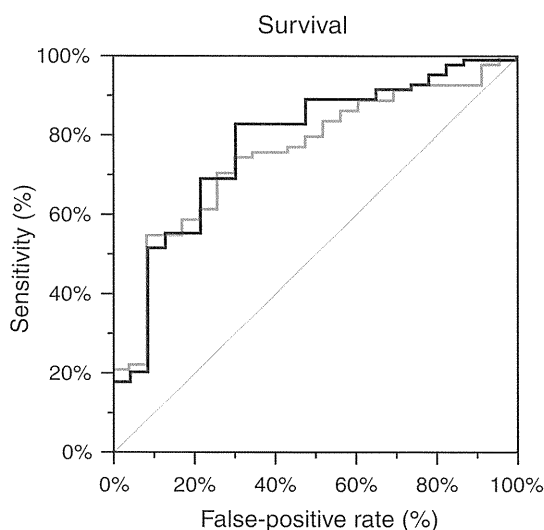 Survival
100%
80%
60%
40%
20%
0%
Sensitivity (%)
0% 20% 40% 60% 80% 100%
False-positive rate (%)